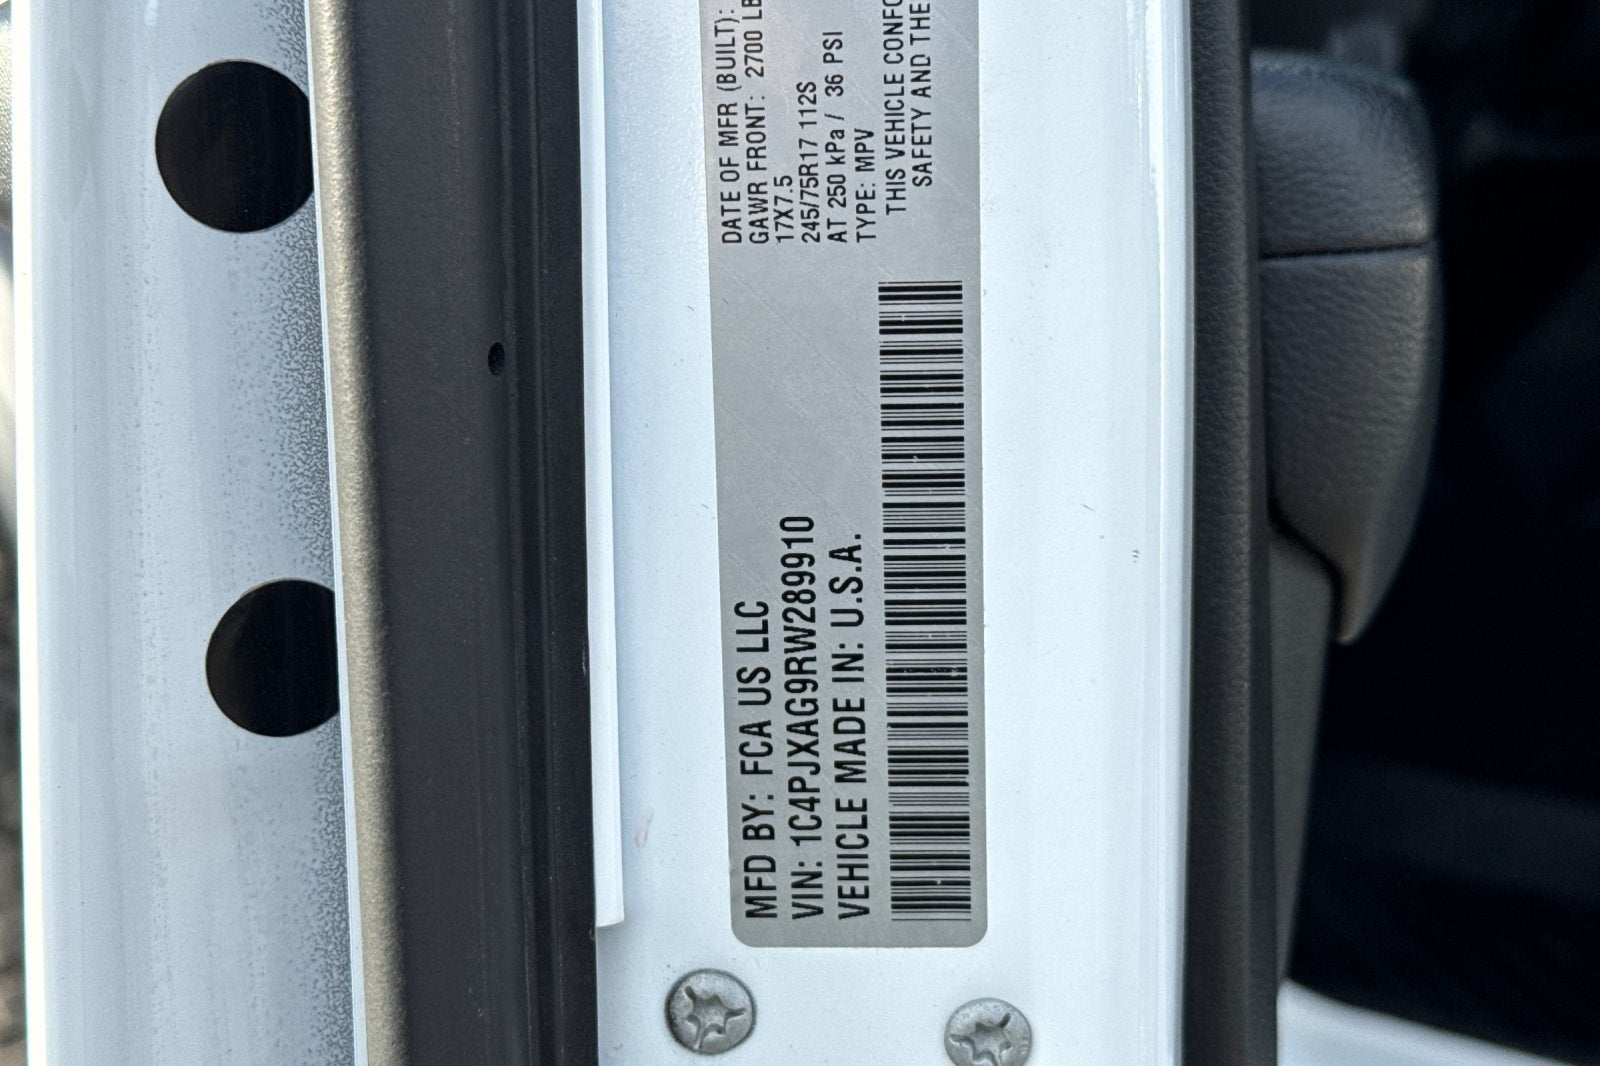 MFD BY: FCA US LLC
VIN: 1C4PJXAG9RW289910
VEHICLE MADE IN: U.S.A.
DATE OF MFR (BUILT):
GAWR FRONT: 2700 LB
17X7.5
245/75R17 112S
AT 250 kPa / 36 PSI
TYPE: MPV
THIS VEHICLE
SAFETY AND THE